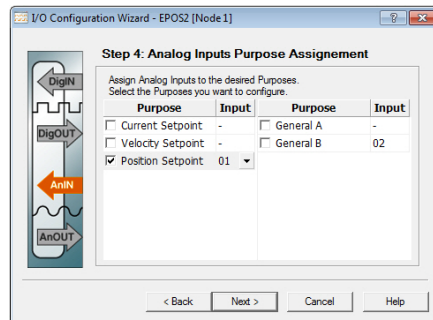 I/O Configuration Wizard - EPOS2 [Node 1]
Step 4: Analog Inputs Purpose Assignement
DigIN
DigOUT
AnIN
AnOUT
Assign Analog Inputs to the desired Purposes.
Select the Purposes you want to configure.
Purpose Input Purpose Input
Current Setpoint - General A -
Velocity Setpoint - General B 02
Position Setpoint 01
< Back Next > Cancel Help